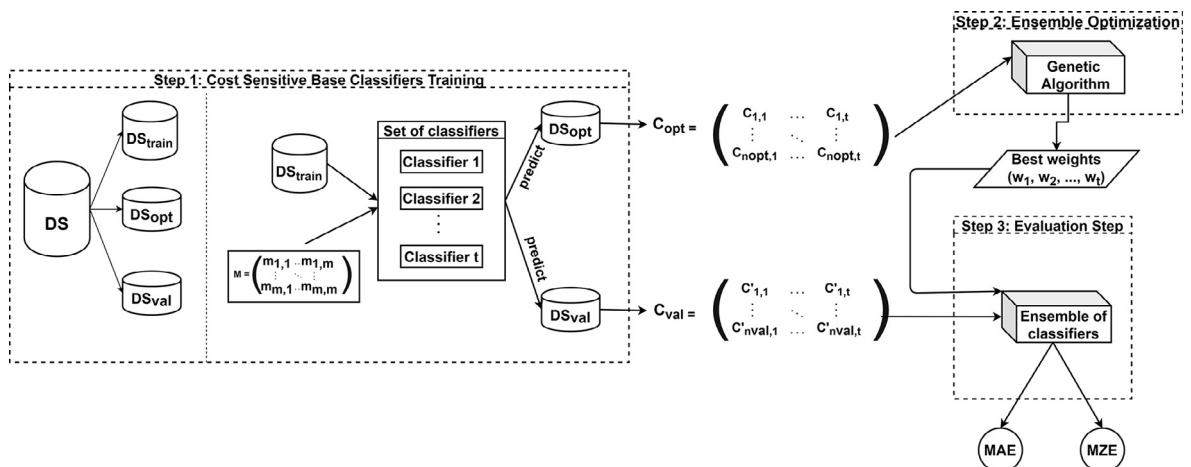 Step 1: Cost Sensitive Base Classifiers Training
DS
DStrain
DSopt
DSval
DStrain
M =
m1,1 ... m1,m
⋮ ⋱ ⋮
mm,1 ... mm,m
Set of classifiers
Classifier 1
Classifier 2
⋮
Classifier t
predict
predict
DSopt
DSval
Copt =
C1,1 ... C1,t
⋮ ⋱ ⋮
Cnopt,1 ... Cnopt,t
Cval =
C'1,1 ... C'1,t
⋮ ⋱ ⋮
C'nval,1 ... C'nval,t
Step 2: Ensemble Optimization
Genetic
Algorithm
Best weights
(w1, w2, ..., wt)
Step 3: Evaluation Step
Ensemble of
classifiers
MAE
MZE